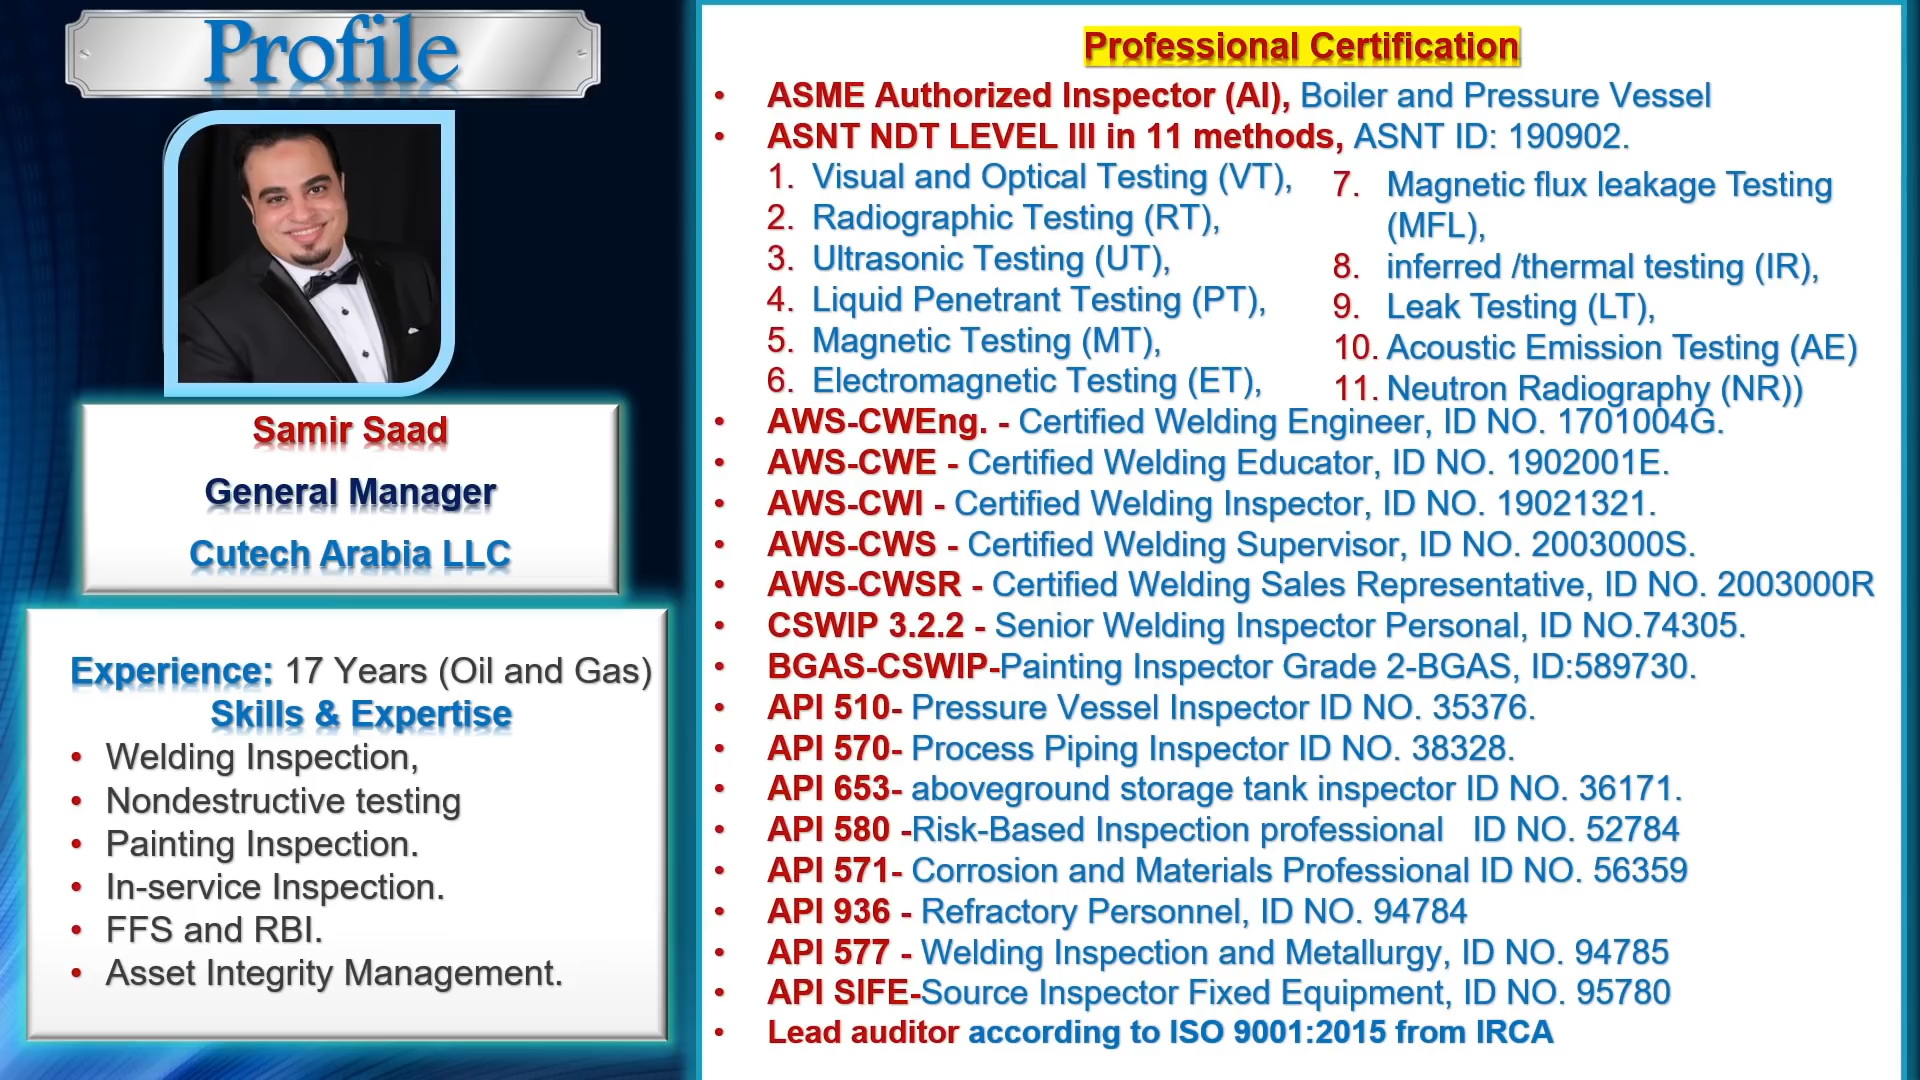 Profile
Samir Saad
General Manager
Cutech Arabia LLC
Experience: 17 Years (Oil and Gas)
Skills & Expertise
• Welding Inspection,
• Nondestructive testing
• Painting Inspection.
• In-service Inspection.
• FFS and RBI.
• Asset Integrity Management.
Professional Certification
• ASME Authorized Inspector (AI), Boiler and Pressure Vessel
• ASNT NDT LEVEL III in 11 methods, ASNT ID: 190902.
1. Visual and Optical Testing (VT),
2. Radiographic Testing (RT),
3. Ultrasonic Testing (UT),
4. Liquid Penetrant Testing (PT),
5. Magnetic Testing (MT),
6. Electromagnetic Testing (ET),
7. Magnetic flux leakage Testing
(MFL),
8. inferred /thermal testing (IR),
9. Leak Testing (LT),
10. Acoustic Emission Testing (AE)
11. Neutron Radiography (NR))
• AWS-CWEng. - Certified Welding Engineer, ID NO. 1701004G.
• AWS-CWE - Certified Welding Educator, ID NO. 1902001E.
• AWS-CWI - Certified Welding Inspector, ID NO. 19021321.
• AWS-CWS - Certified Welding Supervisor, ID NO. 2003000S.
• AWS-CWSR - Certified Welding Sales Representative, ID NO. 2003000R
• CSWIP 3.2.2 - Senior Welding Inspector Personal, ID NO.74305.
• BGAS-CSWIP-Painting Inspector Grade 2-BGAS, ID:589730.
• API 510- Pressure Vessel Inspector ID NO. 35376.
• API 570- Process Piping Inspector ID NO. 38328.
• API 653- aboveground storage tank inspector ID NO. 36171.
• API 580 -Risk-Based Inspection professional ID NO. 52784
• API 571- Corrosion and Materials Professional ID NO. 56359
• API 936 - Refractory Personnel, ID NO. 94784
• API 577 - Welding Inspection and Metallurgy, ID NO. 94785
• API SIFE-Source Inspector Fixed Equipment, ID NO. 95780
• Lead auditor according to ISO 9001:2015 from IRCA